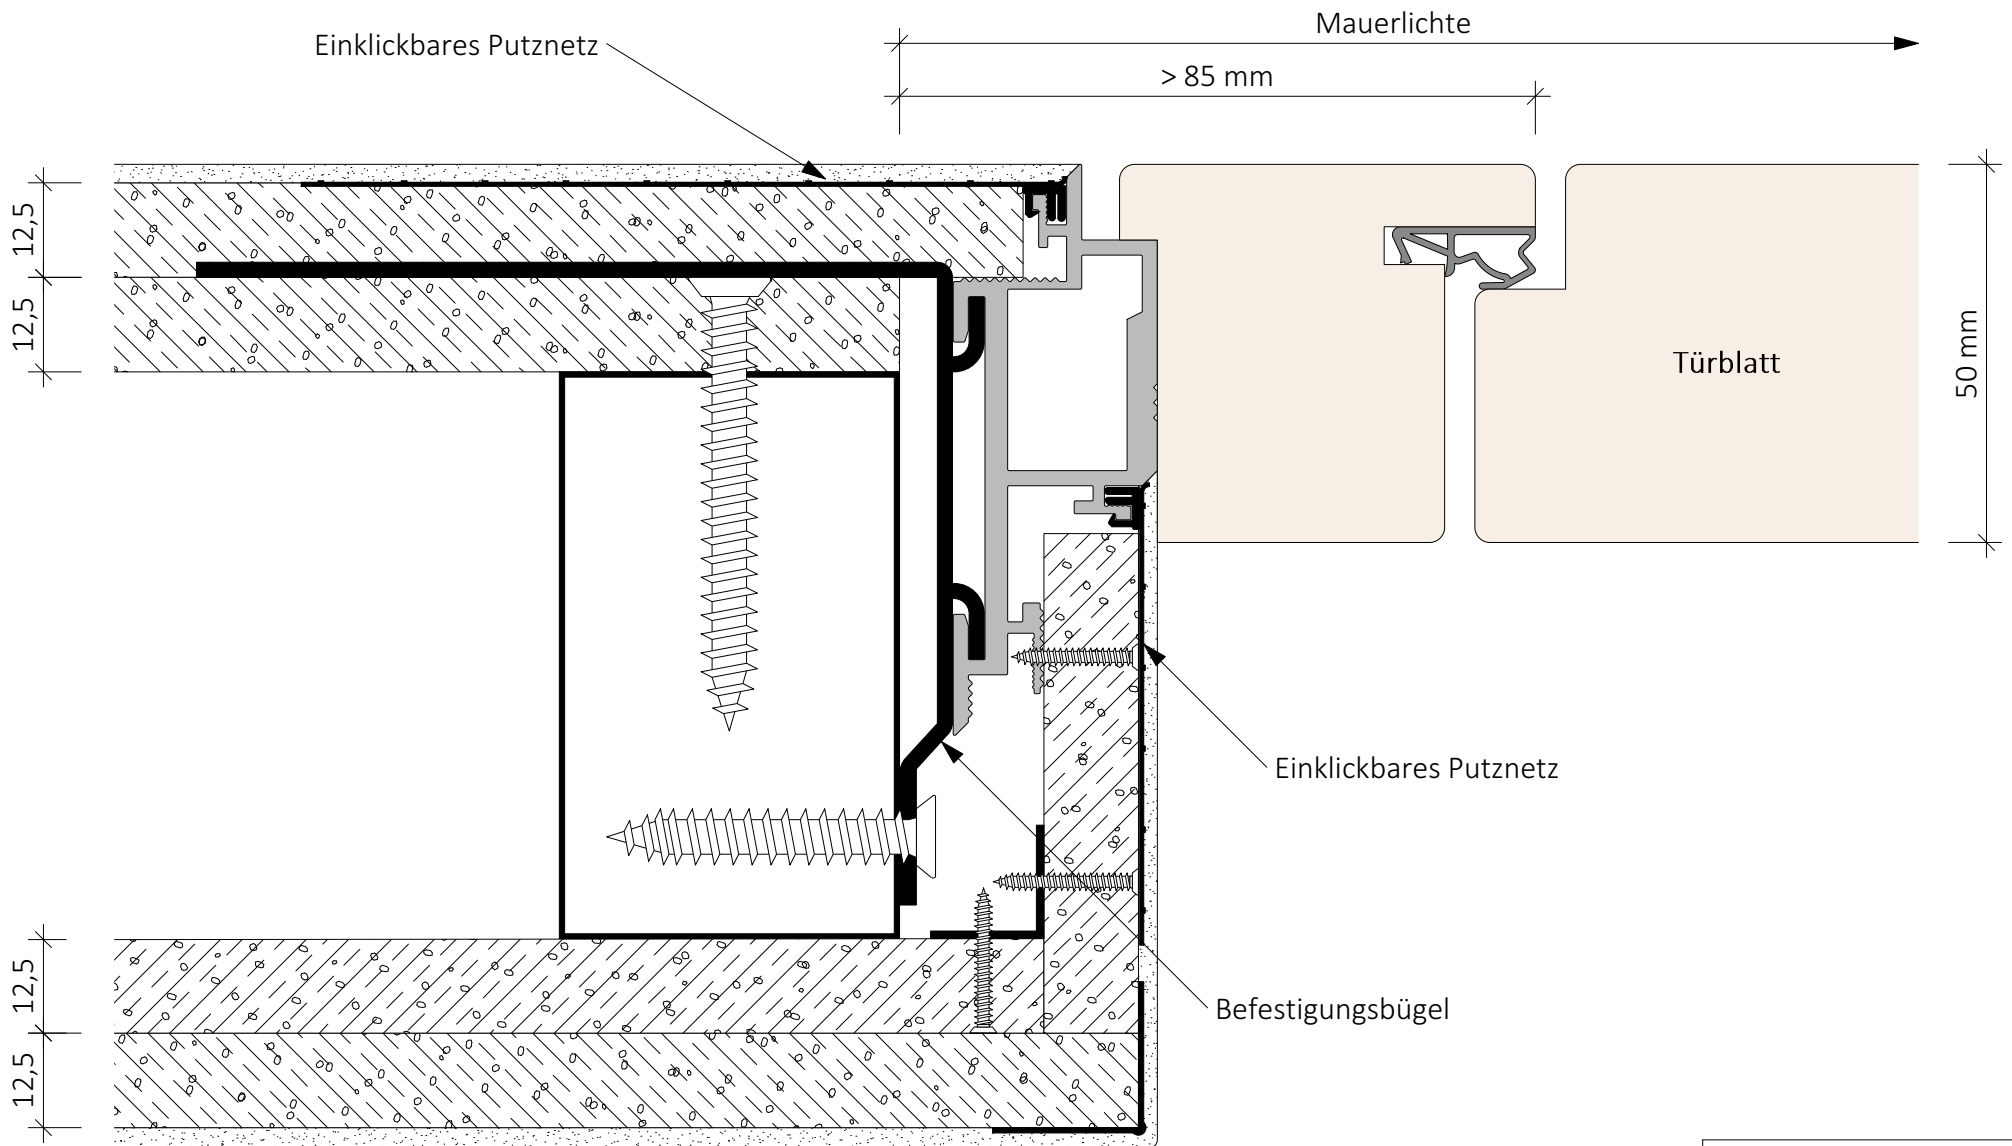 Mauerlichte
Einklickbares Putznetz
> 85 mm
12,5
12,5
50 mm
Türblatt
Einklickbares Putznetz
12,5
12,5
Befestigungsbügel